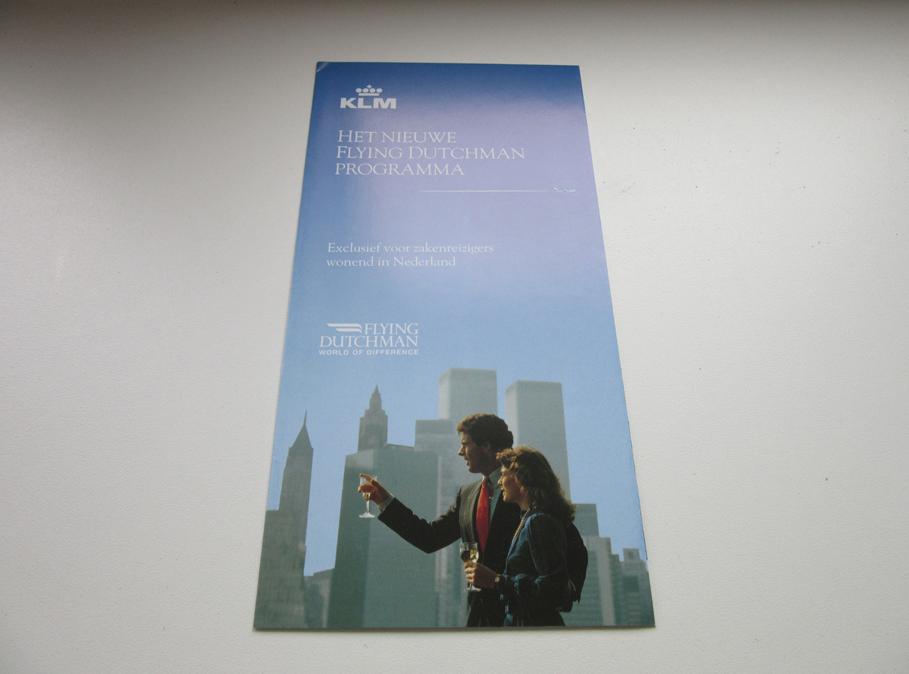 KLM
HET NIEUWE
FLYING DUTCHMAN
PROGRAMMA
Exclusief voor zakenreizigers
wonend in Nederland
FLYING
DUTCHMAN
WORLD OF DIFFERENCE